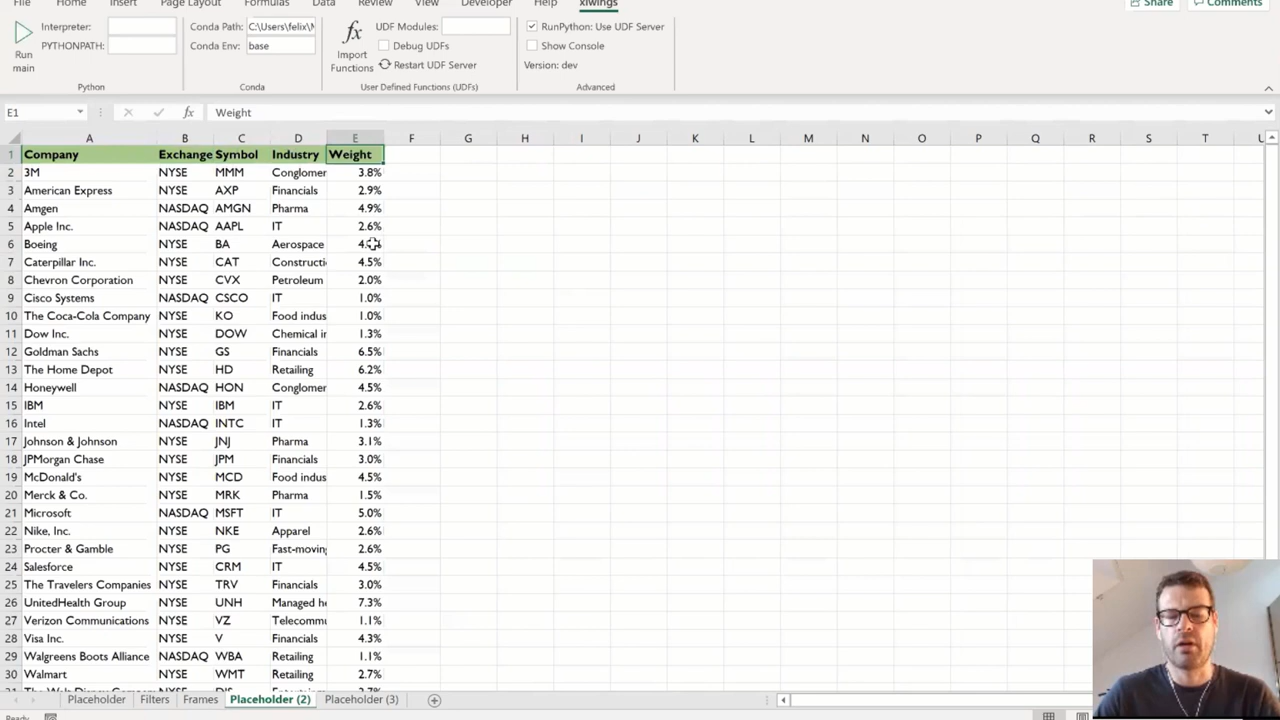 File Home Insert Page Layout Formulas Data Review View Developer Help xlwings Share Comments
Interpreter: Conda Path: C:\Users\felix\ UDF Modules: RunPython: Use UDF Server
PYTHONPATH: Conda Env: base Debug UDFs Show Console
Run main Import Functions Restart UDF Server Version: dev
Python Conda User Defined Functions (UDFs) Advanced
E1 fx Weight
A B C D E F G H I J K L M N O P Q R S T U
1 Company Exchange Symbol Industry Weight
2 3M NYSE MMM Conglomer 3.8%
3 American Express NYSE AXP Financials 2.9%
4 Amgen NASDAQ AMGN Pharma 4.9%
5 Apple Inc. NASDAQ AAPL IT 2.6%
6 Boeing NYSE BA Aerospace
7 Caterpillar Inc. NYSE CAT Constructi 4.5%
8 Chevron Corporation NYSE CVX Petroleum 2.0%
9 Cisco Systems NASDAQ CSCO IT 1.0%
10 The Coca-Cola Company NYSE KO Food indus 1.0%
11 Dow Inc. NYSE DOW Chemical in 1.3%
12 Goldman Sachs NYSE GS Financials 6.5%
13 The Home Depot NYSE HD Retailing 6.2%
14 Honeywell NASDAQ HON Conglomer 4.5%
15 IBM NYSE IBM IT 2.6%
16 Intel NASDAQ INTC IT 1.3%
17 Johnson & Johnson NYSE JNJ Pharma 3.1%
18 JPMorgan Chase NYSE JPM Financials 3.0%
19 McDonald's NYSE MCD Food indus 4.5%
20 Merck & Co. NYSE MRK Pharma 1.5%
21 Microsoft NASDAQ MSFT IT 5.0%
22 Nike, Inc. NYSE NKE Apparel 2.6%
23 Procter & Gamble NYSE PG Fast-moving 2.6%
24 Salesforce NYSE CRM IT 4.5%
25 The Travelers Companies NYSE TRV Financials 3.0%
26 UnitedHealth Group NYSE UNH Managed he 7.3%
27 Verizon Communications NYSE VZ Telecommu 1.1%
28 Visa Inc. NYSE V Financials 4.3%
29 Walgreens Boots Alliance NASDAQ WBA Retailing 1.1%
30 Walmart NYSE WMT Retailing 2.7%
Placeholder Filters Frames Placeholder (2) Placeholder (3)
Ready